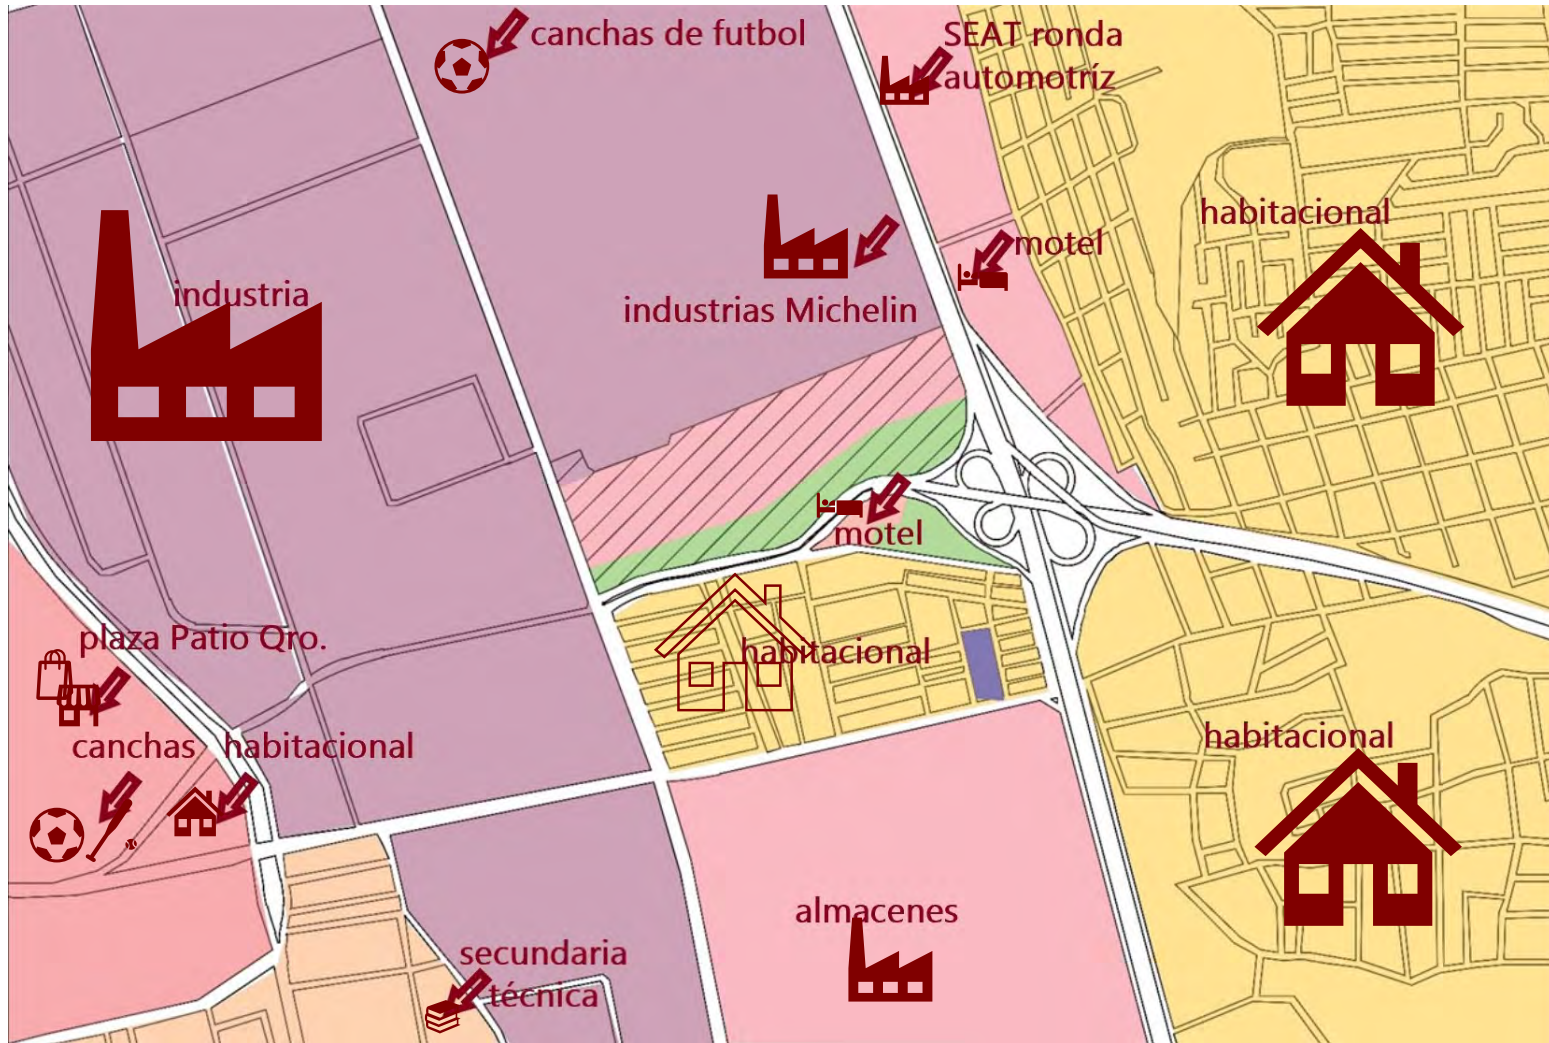 canchas de futbol
SEAT ronda
automotríz
habitacional
motel
industria
industrias Michelin
motel
plaza Patio Qro.
habitacional
canchas
habitacional
habitacional
almacenes
secundaria
técnica